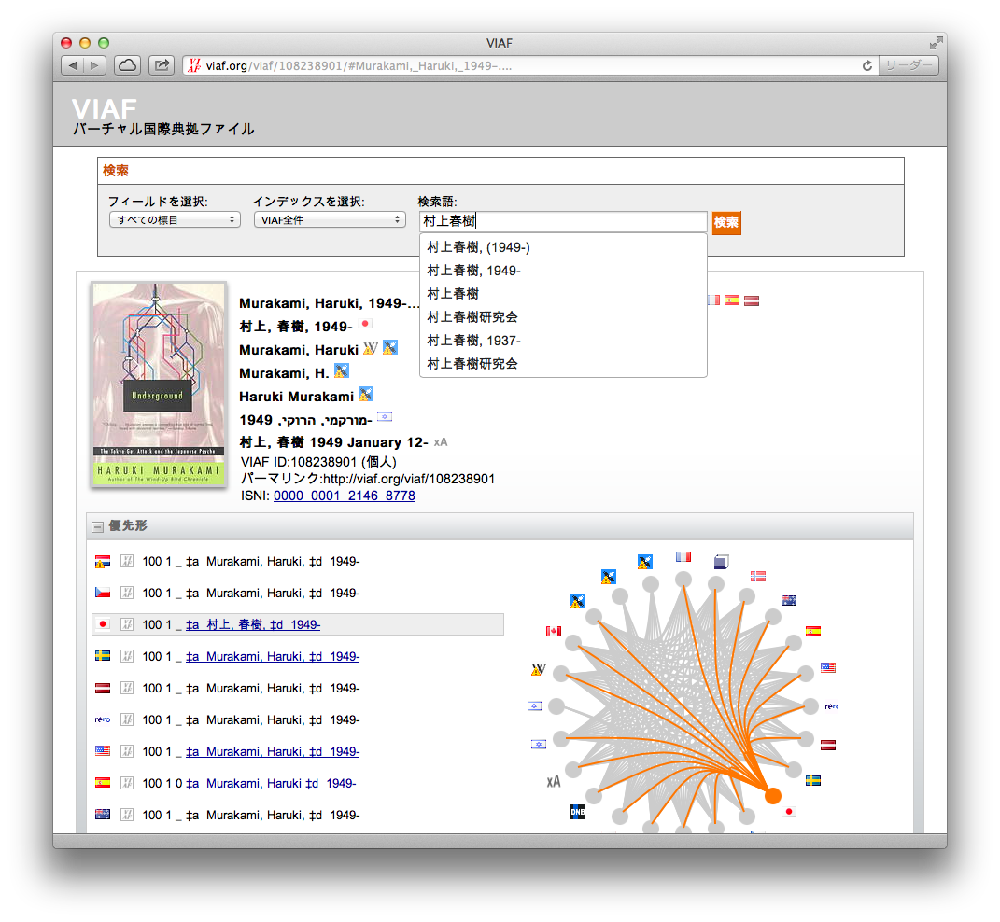 VIAF
viaf.org/viaf/108238901/#Murakami,_Haruki,_1949-....
リーダー
VIAF
バーチャル国際典拠ファイル
検索
フィールドを選択: インデックスを選択: 検索語:
すべての標目 VIAF全件 村上春樹 検索
村上春樹, (1949-)
村上春樹, 1949-
村上春樹
村上春樹研究会
村上春樹, 1937-
村上春樹研究会
Underground
The Tokyo Gas Attack and the Japanese Psyche
HARUKI MURAKAMI
Author of The Wind-Up Bird Chronicle
Murakami, Haruki, 1949-...
村上, 春樹, 1949-
Murakami, Haruki
Murakami, H.
Haruki Murakami
מורקמי, הרוקי, 1949-
村上, 春樹 1949 January 12- xA
VIAF ID:108238901 (個人)
パーマリンク:http://viaf.org/viaf/108238901
ISNI: 0000 0001 2146 8778
優先形
100 1 _ ‡a Murakami, Haruki, ‡d 1949-
100 1 _ ‡a Murakami, Haruki, ‡d 1949-
100 1 _ ‡a 村上, 春樹, ‡d 1949-
100 1 _ ‡a Murakami, Haruki, ‡d 1949-
100 1 _ ‡a Murakami, Haruki, ‡d 1949-
rero 100 1 _ ‡a Murakami, Haruki, ‡d 1949-
100 1 _ ‡a Murakami, Haruki, ‡d 1949-
100 1 0 ‡a Murakami, Haruki ‡d 1949-
100 1 _ ‡a Murakami, Haruki, ‡d 1949-
W
rero
xA
DNB